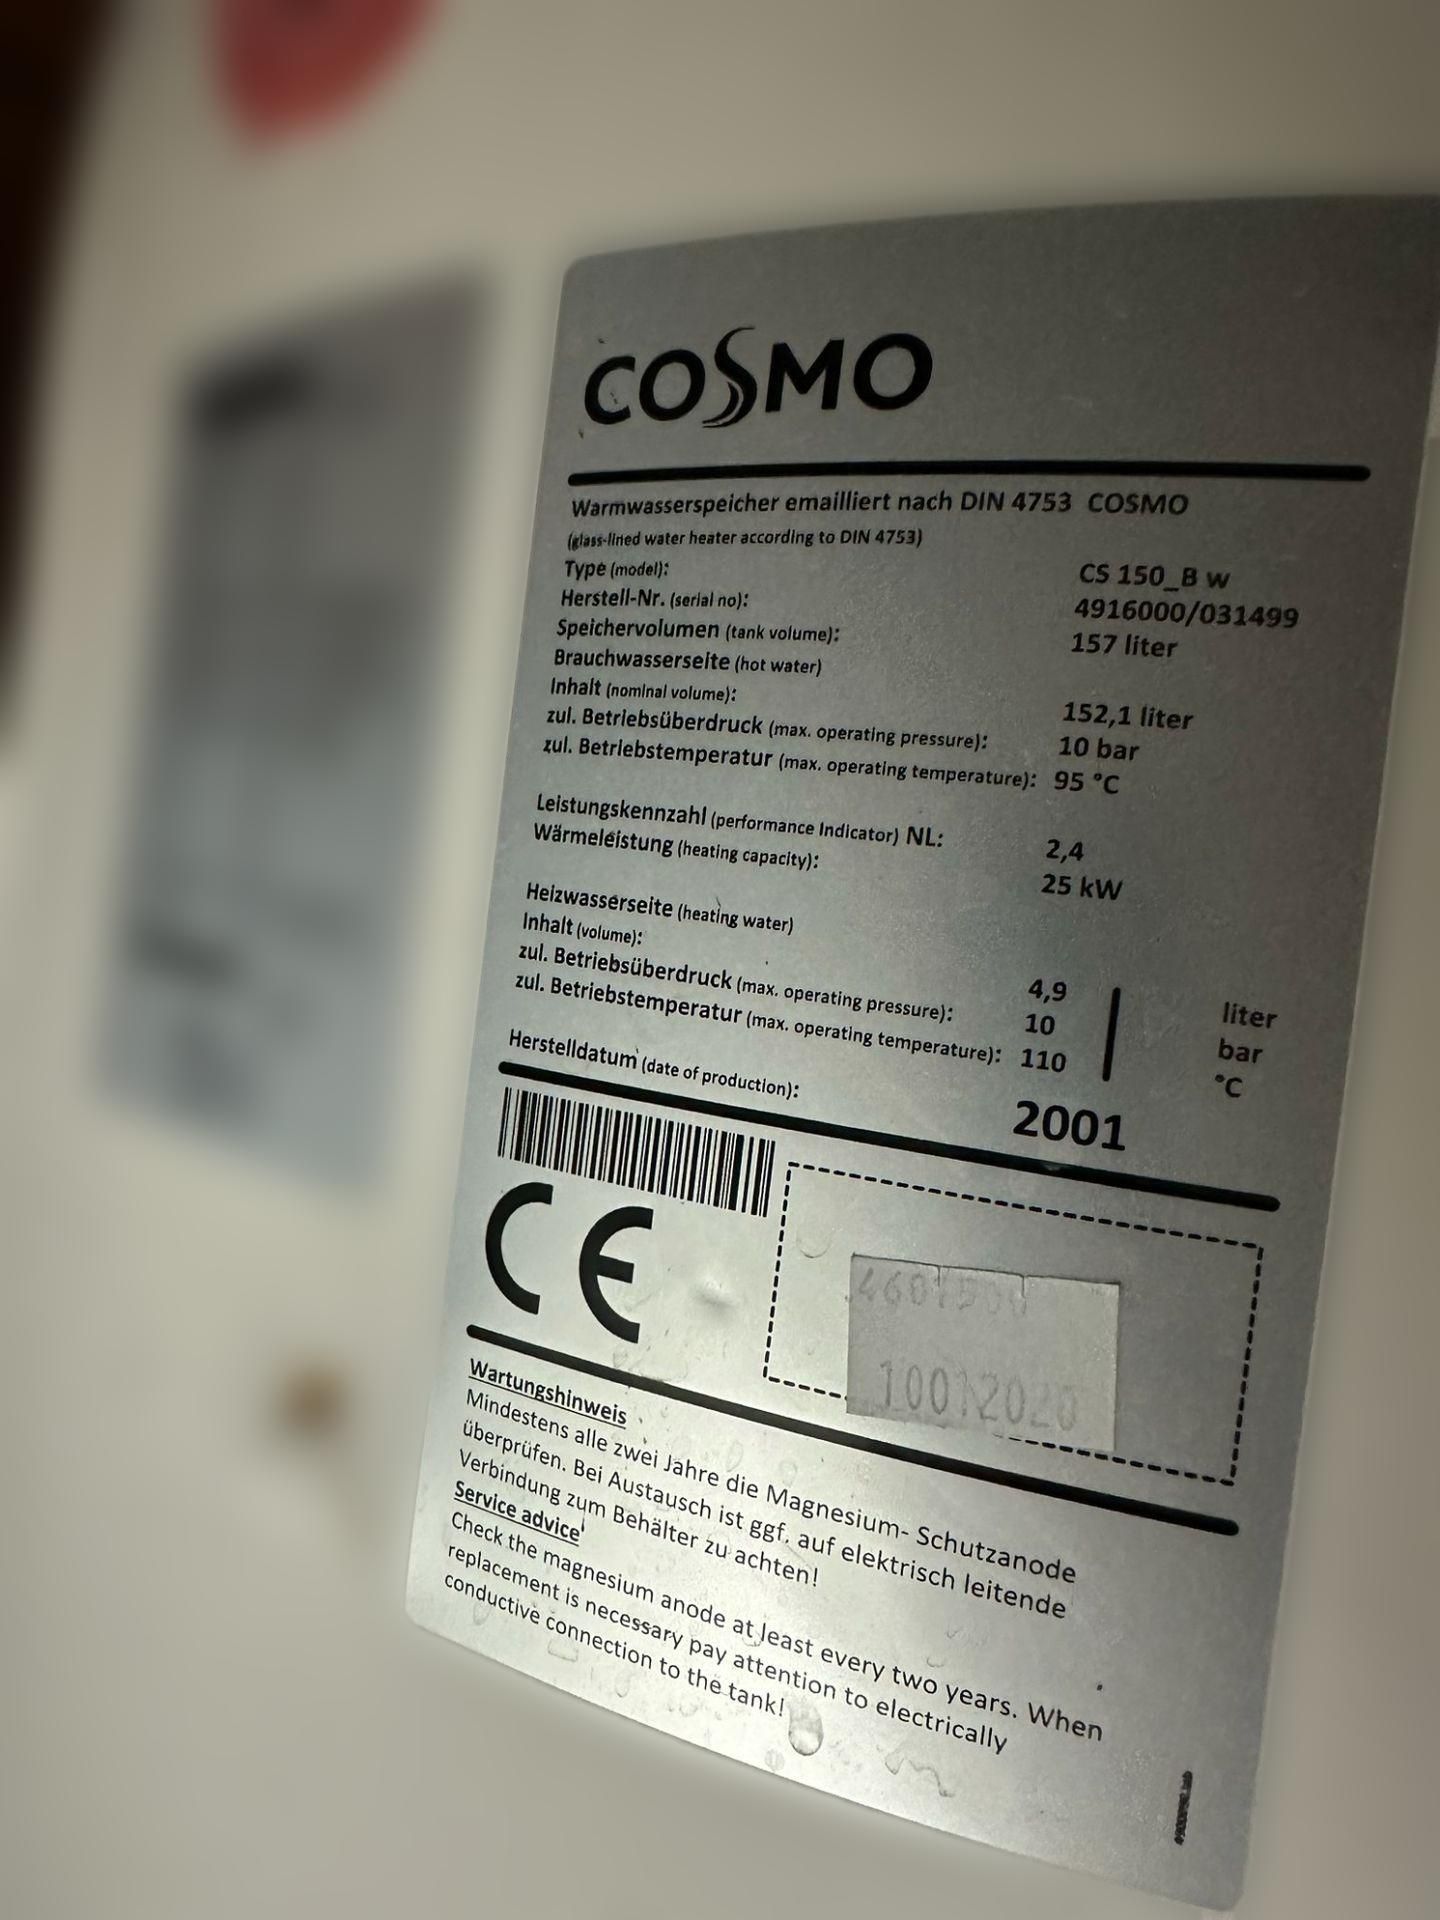 COSMO
Warmwasserspeicher emailliert nach DIN 4753 COSMO
(glass-lined water heater according to DIN 4753)
Type (model): CS 150_B w
Herstell-Nr. (serial no): 4916000/031499
Speichervolumen (tank volume): 157 liter
Brauchwasserseite (hot water)
Inhalt (nominal volume): 152,1 liter
zul. Betriebsüberdruck (max. operating pressure): 10 bar
zul. Betriebstemperatur (max. operating temperature): 95 °C
Leistungskennzahl (performance Indicator) NL: 2,4
Wärmeleistung (heating capacity): 25 kW
Heizwasserseite (heating water)
Inhalt (volume): 4,9 liter
zul. Betriebsüberdruck (max. operating pressure): 10 bar
zul. Betriebstemperatur (max. operating temperature): 110 °C
Herstelldatum (date of production): 2001
CE
Wartungshinweis
Mindestens alle zwei Jahre die Magnesium- Schutzanode
überprüfen. Bei Austausch ist ggf. auf elektrisch leitende
Verbindung zum Behälter zu achten!
Service advice
Check the magnesium anode at least every two years. When
replacement is necessary pay attention to electrically
conductive connection to the tank!